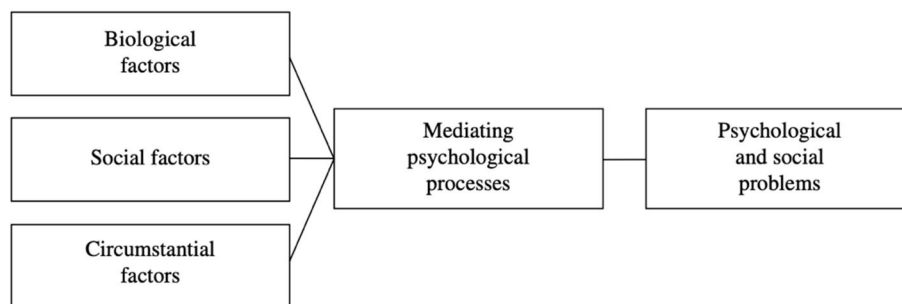 Biological
factors
Social factors
Circumstantial
factors
Mediating
psychological
processes
Psychological
and social
problems